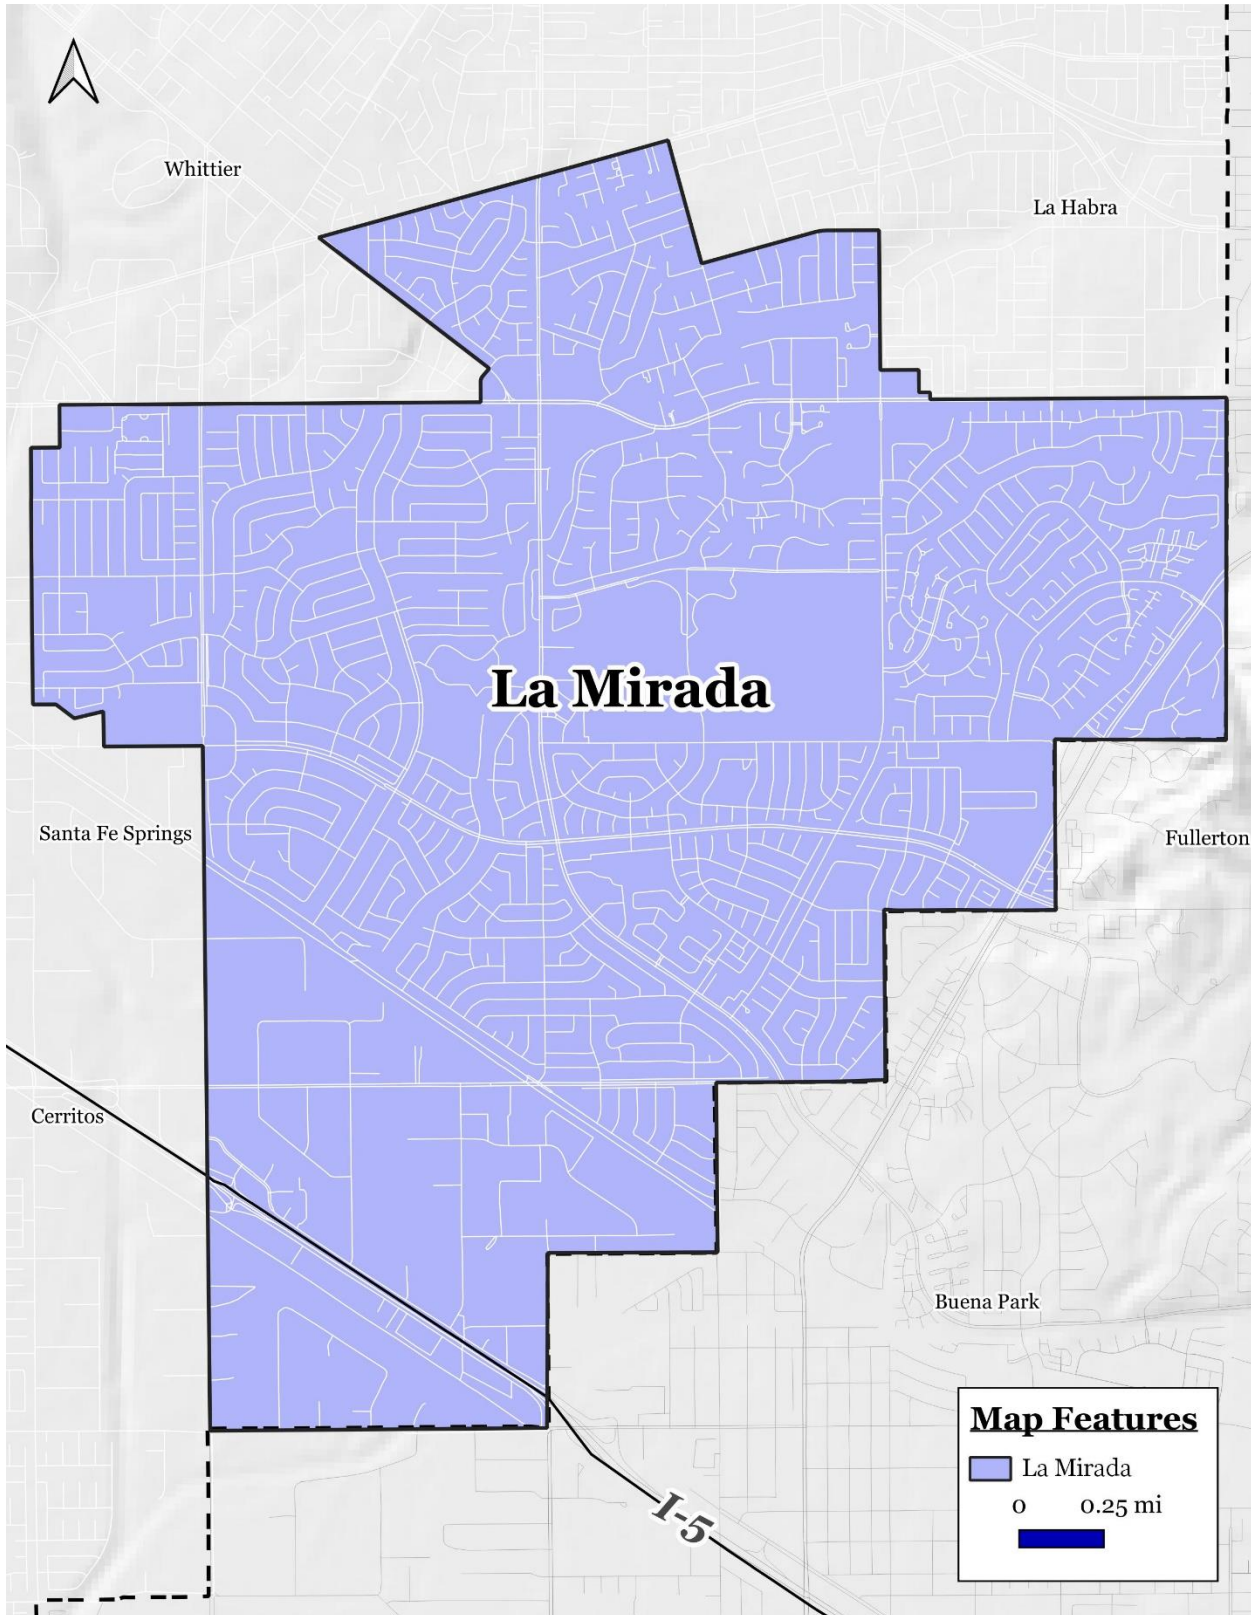 Whittier
La Habra
La Mirada
Santa Fe Springs
Fullerton
Cerritos
Buena Park
I-5
Map Features
La Mirada
0 0.25 mi